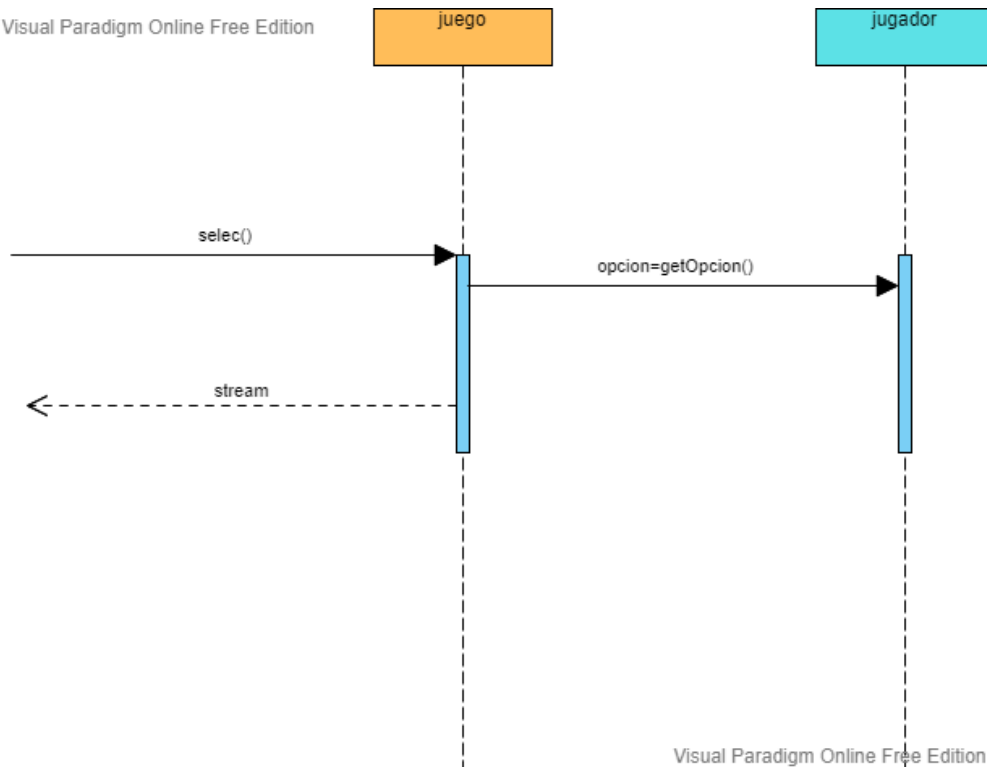 Visual Paradigm Online Free Edition
juego
jugador
selec()
opcion=getOpcion()
stream
Visual Paradigm Online Free Edition